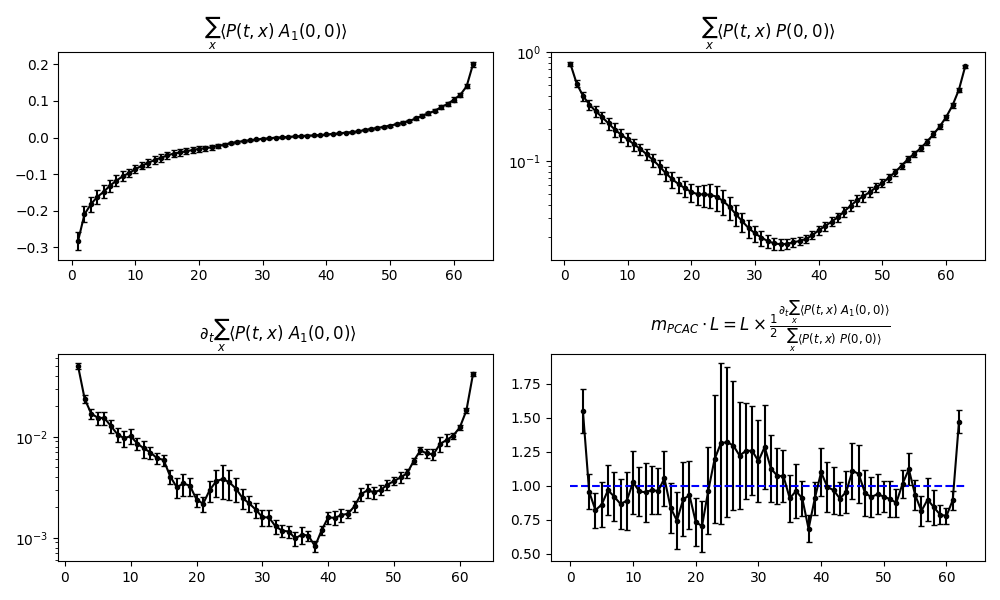 ∑ₓ⟨P(t, x) A₁(0, 0)⟩
0.2
0.1
0.0
−0.1
−0.2
−0.3
0 10 20 30 40 50 60
∑ₓ⟨P(t, x) P(0, 0)⟩
10⁰
10⁻¹
0 10 20 30 40 50 60
∂ₜ∑ₓ⟨P(t, x) A₁(0, 0)⟩
10⁻²
10⁻³
0 10 20 30 40 50 60
m_PCAC · L = L × ½ ∂ₜ∑ₓ⟨P(t, x) A₁(0, 0)⟩ / ∑ₓ⟨P(t, x) P(0, 0)⟩
1.75
1.50
1.25
1.00
0.75
0.50
0 10 20 30 40 50 60